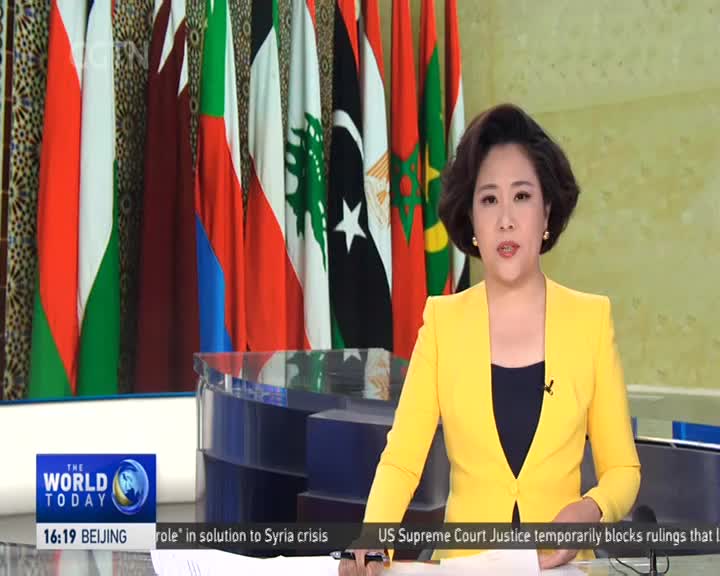 CGTN
THE
WORLD
TODAY
16:19 BEIJING
role" in solution to Syria crisis US Supreme Court Justice temporarily blocks rulings that l